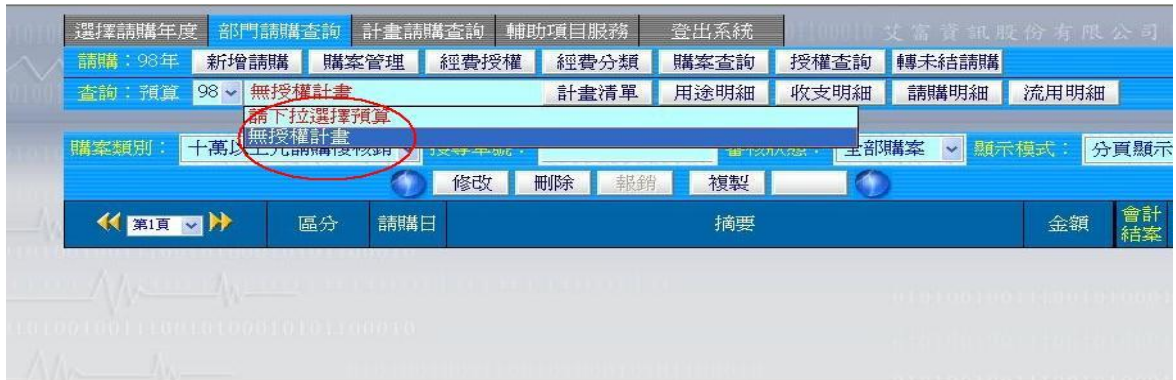 選擇請購年度 部門請購查詢 計畫請購查詢 輔助項目服務 登出系統 艾富資訊股份有限公司
請購：98年 新增請購 購案管理 經費授權 經費分類 購案查詢 授權查詢 轉未結請購
查詢：預算 98 無授權計畫 計畫清單 用途明細 收支明細 請購明細 流用明細
請下拉選擇預算
無授權計畫
購案類別： 全部購案 顯示模式： 分頁顯示
修改 刪除 報銷 複製
第1頁 區分 請購日 摘要 金額 會計
結案